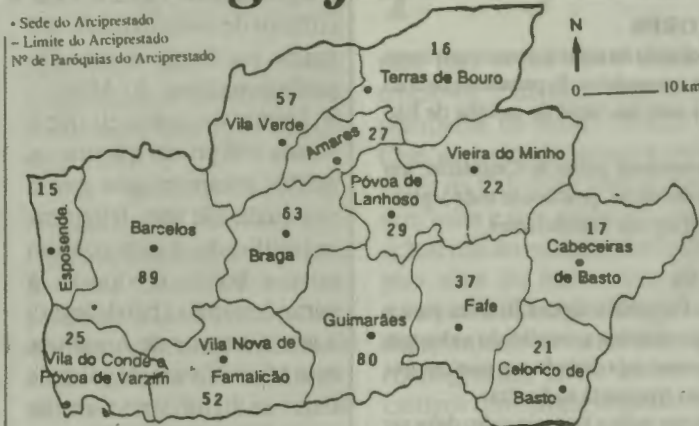 • Sede do Arciprestado
– Limite do Arciprestado
Nº de Paróquias do Arciprestado
N
0 10 km
16
Terras de Bouro
57
Vila Verde
27
Amares
Vieira do Minho
22
Póvoa de
Lanhoso
29
15
Esposende
Barcelos
89
63
Braga
17
Cabeceiras
de Basto
37
Fafe
Guimarães
80
25
Vila do Conde e
Póvoa de Varzim
Vila Nova de
Famalicão
52
21
Celorico de
Basto